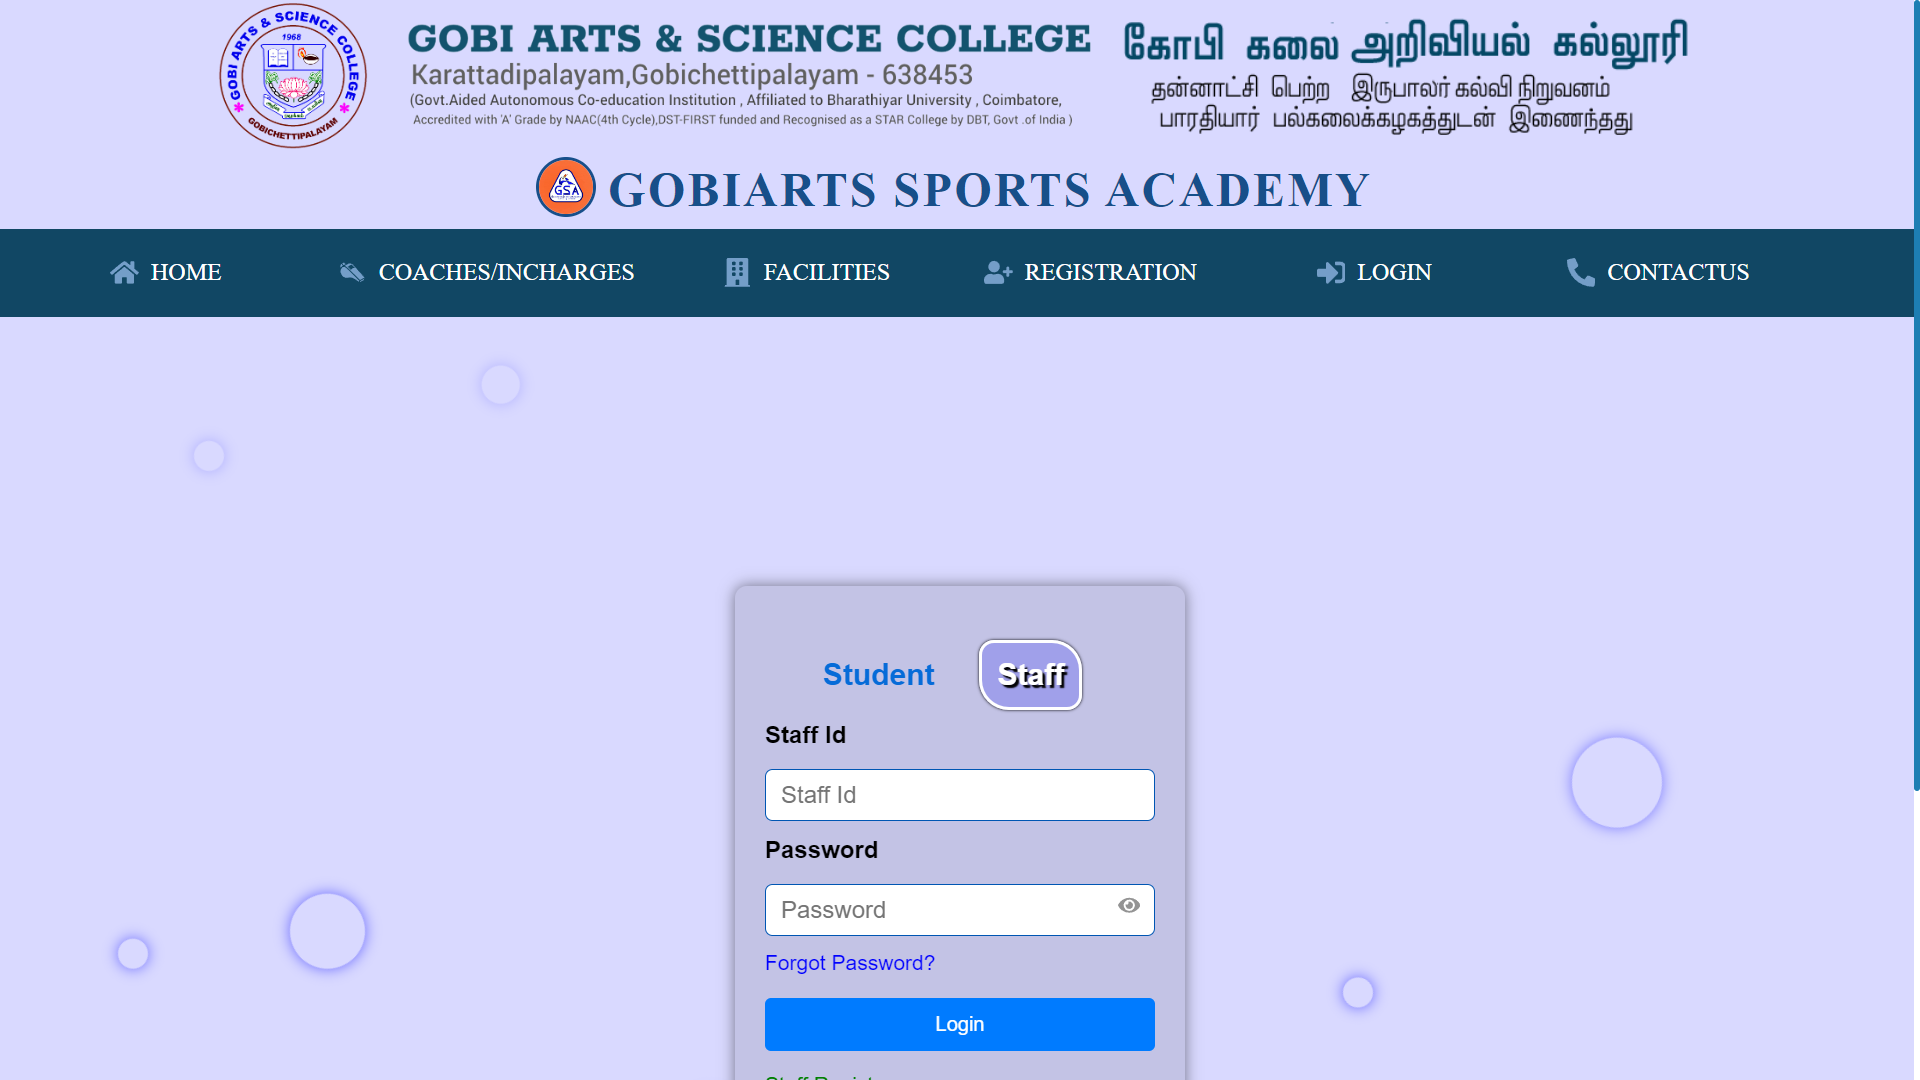 GOBI ARTS & SCIENCE COLLEGE
1968
GOBICHETTIPALAYAM
GOBI ARTS & SCIENCE COLLEGE
Karattadipalayam,Gobichettipalayam - 638453
(Govt.Aided Autonomous Co-education Institution , Affiliated to Bharathiyar University , Coimbatore,
Accredited with 'A' Grade by NAAC(4th Cycle),DST-FIRST funded and Recognised as a STAR College by DBT, Govt .of India )
கோபி கலை அறிவியல் கல்லூரி
தன்னாட்சி பெற்ற இருபாலர் கல்வி நிறுவனம்
பாரதியார் பல்கலைக்கழகத்துடன் இணைந்தது
GSA
GOBIARTS SPORTS ACADEMY
HOME
COACHES/INCHARGES
FACILITIES
REGISTRATION
LOGIN
CONTACTUS
Student
Staff
Staff Id
Staff Id
Password
Password
Forgot Password?
Login